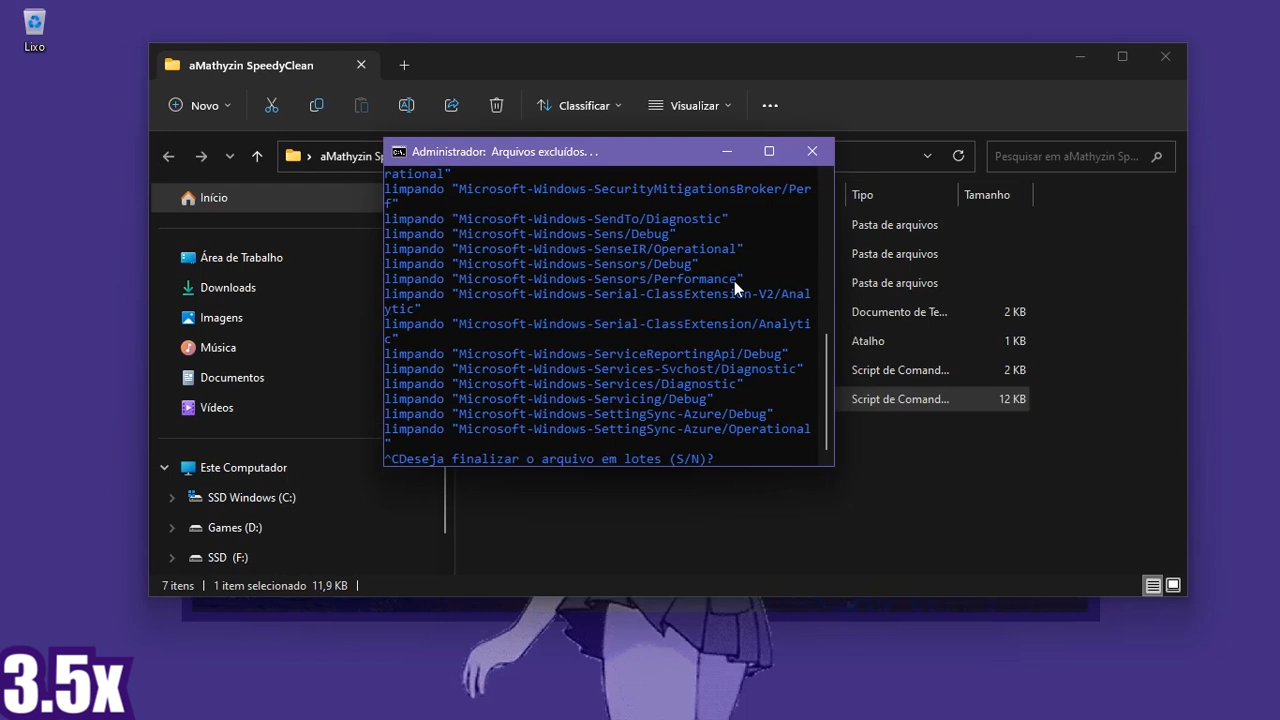 Lixo
aMathyzin SpeedyClean
Novo
Classificar
Visualizar
aMathyzin Sp
Pesquisar em aMathyzin Sp...
Administrador: Arquivos excluídos. . .
rational"
limpando "Microsoft-Windows-SecurityMitigationsBroker/Per
f"
limpando "Microsoft-Windows-SendTo/Diagnostic"
limpando "Microsoft-Windows-Sens/Debug"
limpando "Microsoft-Windows-SenseIR/Operational"
limpando "Microsoft-Windows-Sensors/Debug"
limpando "Microsoft-Windows-Sensors/Performance"
limpando "Microsoft-Windows-Serial-ClassExtension-V2/Anal
ytic"
limpando "Microsoft-Windows-Serial-ClassExtension/Analyti
c"
limpando "Microsoft-Windows-ServiceReportingApi/Debug"
limpando "Microsoft-Windows-Services-Svchost/Diagnostic"
limpando "Microsoft-Windows-Services/Diagnostic"
limpando "Microsoft-Windows-Servicing/Debug"
limpando "Microsoft-Windows-SettingSync-Azure/Debug"
limpando "Microsoft-Windows-SettingSync-Azure/Operational
"
^CDeseja finalizar o arquivo em lotes (S/N)?
Início
Área de Trabalho
Downloads
Imagens
Música
Documentos
Vídeos
Este Computador
SSD Windows (C:)
Games (D:)
SSD (F:)
Tipo Tamanho
Pasta de arquivos
Pasta de arquivos
Pasta de arquivos
Documento de Te... 2 KB
Atalho 1 KB
Script de Comand... 2 KB
Script de Comand... 12 KB
7 itens 1 item selecionado 11,9 KB
3.5x